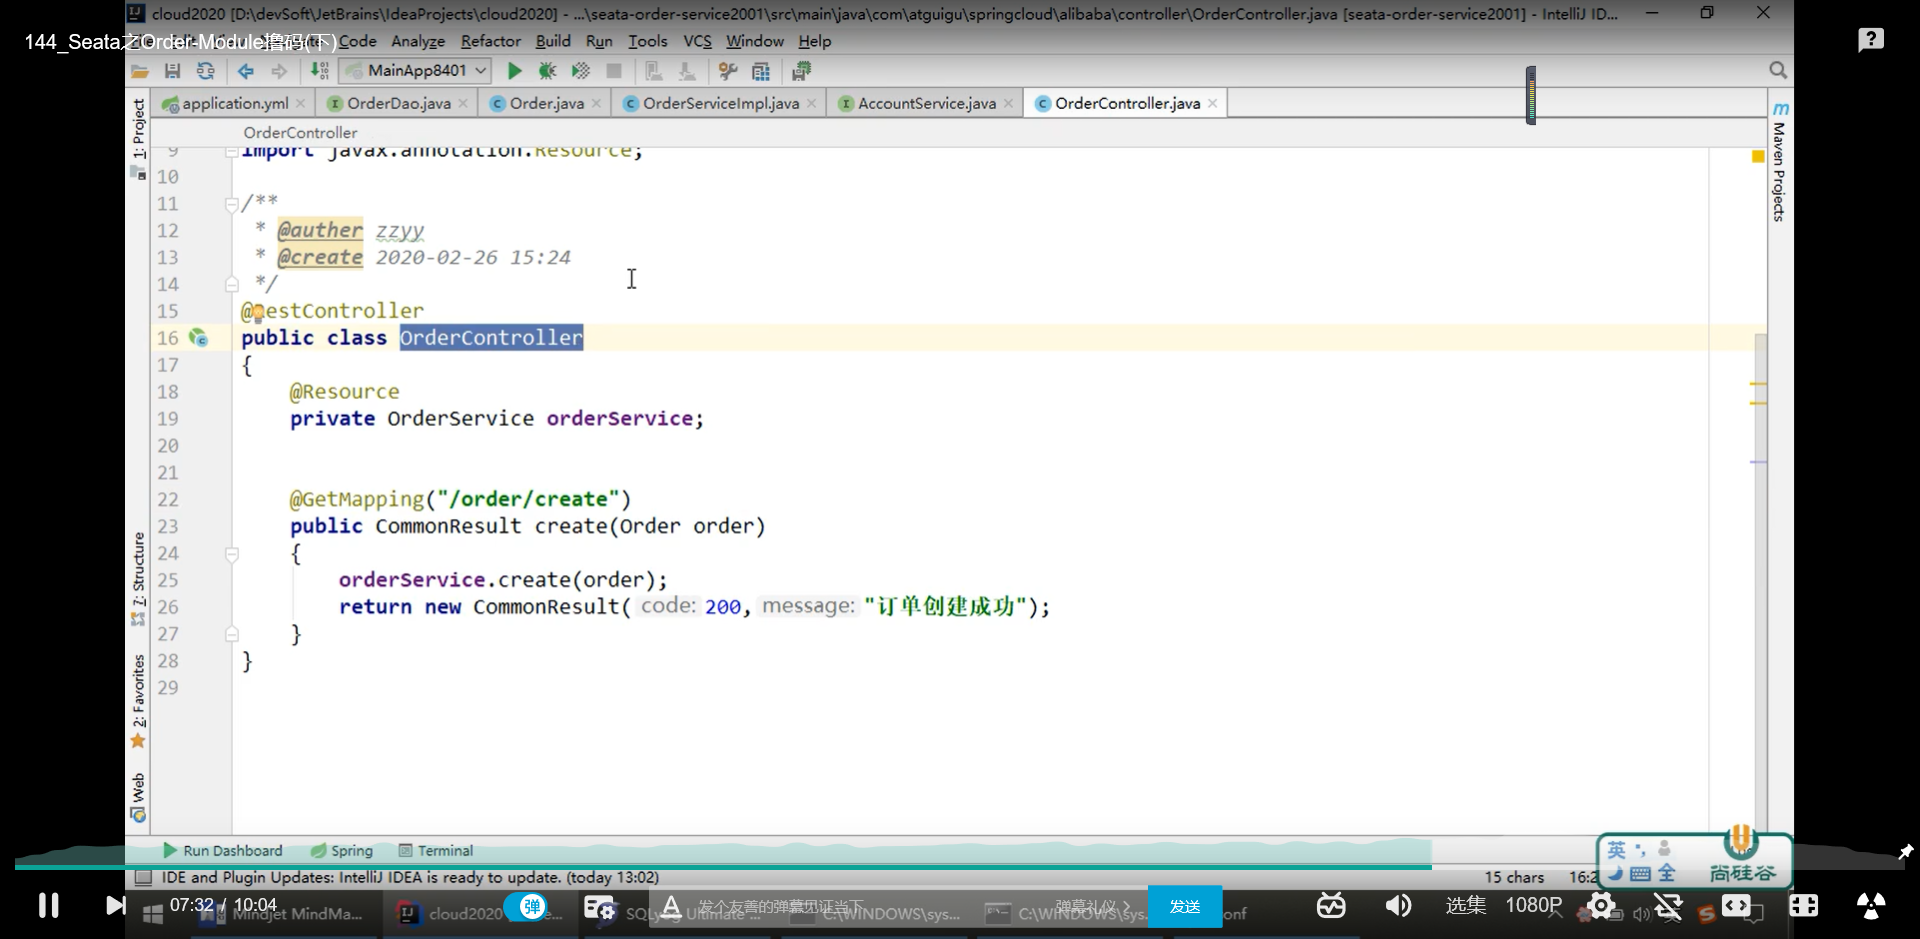 cloud2020 [D:\devSoft\JetBrains\IdeaProjects\cloud2020] - ...\seata-order-service2001\src\main\java\com\atguigu\springcloud\alibaba\controller\OrderController.java [seata-order-service2001] - IntelliJ ID...
144_Seata之Order-Module撸码(下)
Code Analyze Refactor Build Run Tools VCS Window Help
MainApp8401
application.yml OrderDao.java Order.java OrderServiceImpl.java AccountService.java OrderController.java
OrderController
1: Project
Maven Projects
7: Structure
2: Favorites
Web
9 import javax.annotation.Resource;
10
11 /**
12 * @auther zzyy
13 * @create 2020-02-26 15:24
14 */
15 @RestController
16 public class OrderController
17 {
18 @Resource
19 private OrderService orderService;
20
21
22 @GetMapping("/order/create")
23 public CommonResult create(Order order)
24 {
25 orderService.create(order);
26 return new CommonResult( code: 200, message: "订单创建成功");
27 }
28 }
29
Run Dashboard Spring Terminal
IDE and Plugin Updates: IntelliJ IDEA is ready to update. (today 13:02) 15 chars 16:2
英 全 尚硅谷
07:32 / 10:04 弹 发个友善的弹幕见证当下 弹幕礼仪 发送 选集 1080P
Mindjet MindMa... cloud2020 C:\WINDOWS\sys... C:\WINDOWS\sys...